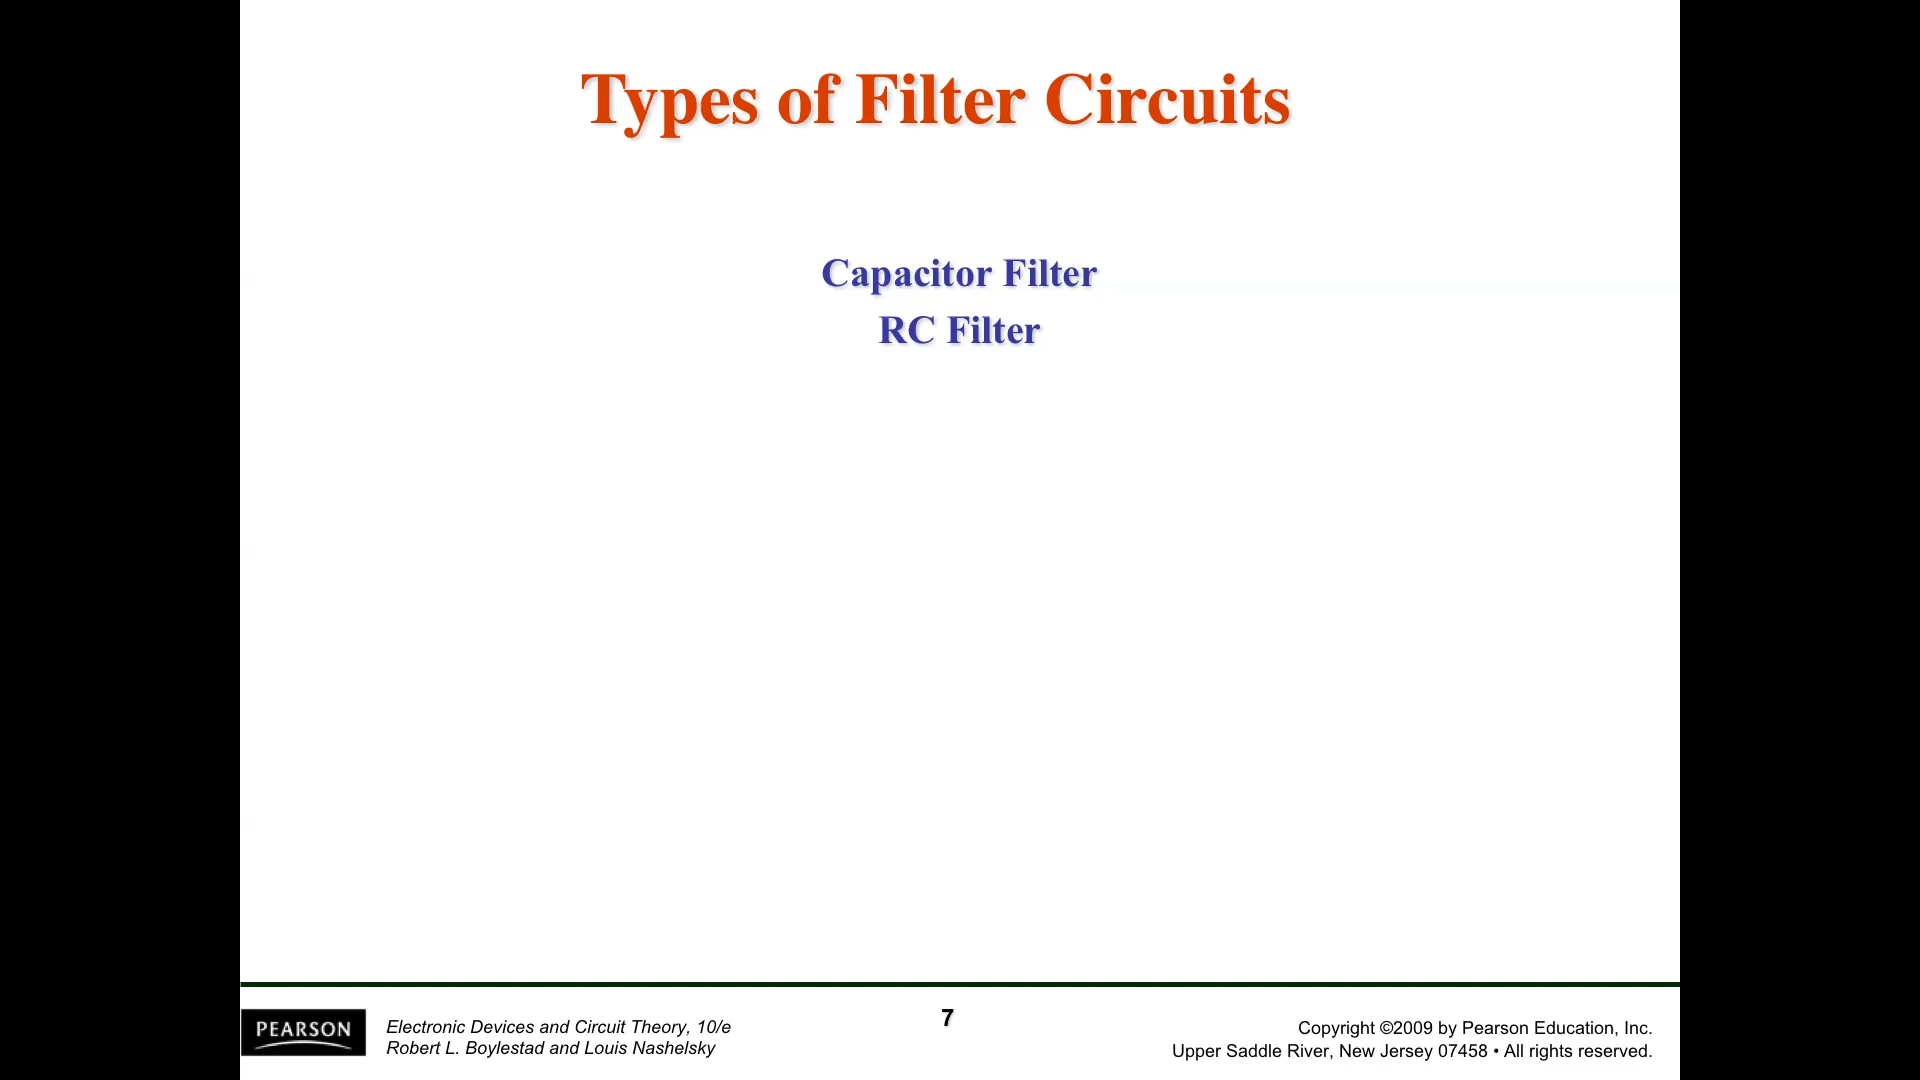 Types of Filter Circuits
Capacitor Filter
RC Filter
PEARSON
Electronic Devices and Circuit Theory, 10/e
Robert L. Boylestad and Louis Nashelsky
7
Copyright ©2009 by Pearson Education, Inc.
Upper Saddle River, New Jersey 07458 • All rights reserved.